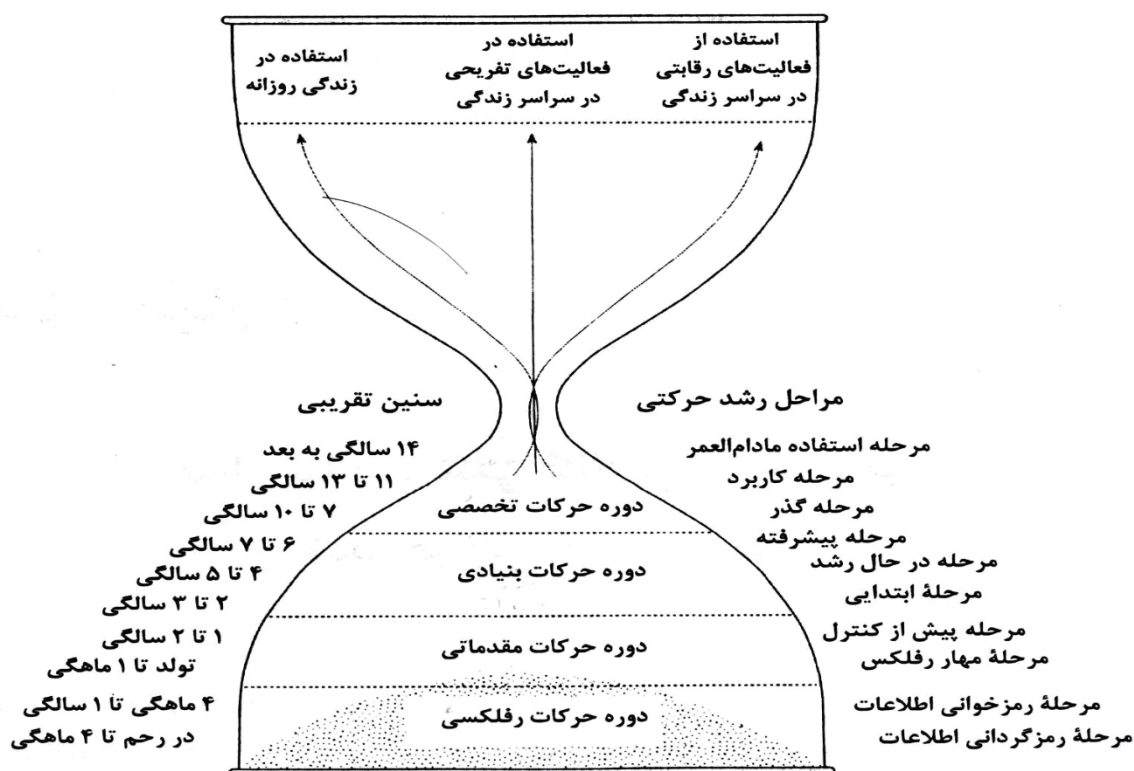 استفاده از
فعالیت‌های رقابتی
در سراسر زندگی
استفاده در
فعالیت‌های تفریحی
در سراسر زندگی
استفاده در
زندگی روزانه
مراحل رشد حرکتی
مرحله استفاده مادام‌العمر
مرحله کاربرد
مرحله گذر
مرحله پیشرفته
مرحله در حال رشد
مرحلهٔ ابتدایی
مرحله پیش از کنترل
مرحلهٔ مهار رفلکس
مرحلهٔ رمزخوانی اطلاعات
مرحلهٔ رمزگردانی اطلاعات
دوره حرکات تخصصی
دوره حرکات بنیادی
دوره حرکات مقدماتی
دوره حرکات رفلکسی
سنین تقریبی
۱۴ سالگی به بعد
۱۱ تا ۱۳ سالگی
۷ تا ۱۰ سالگی
۶ تا ۷ سالگی
۴ تا ۵ سالگی
۲ تا ۳ سالگی
۱ تا ۲ سالگی
تولد تا ۱ ماهگی
۴ ماهگی تا ۱ سالگی
در رحم تا ۴ ماهگی